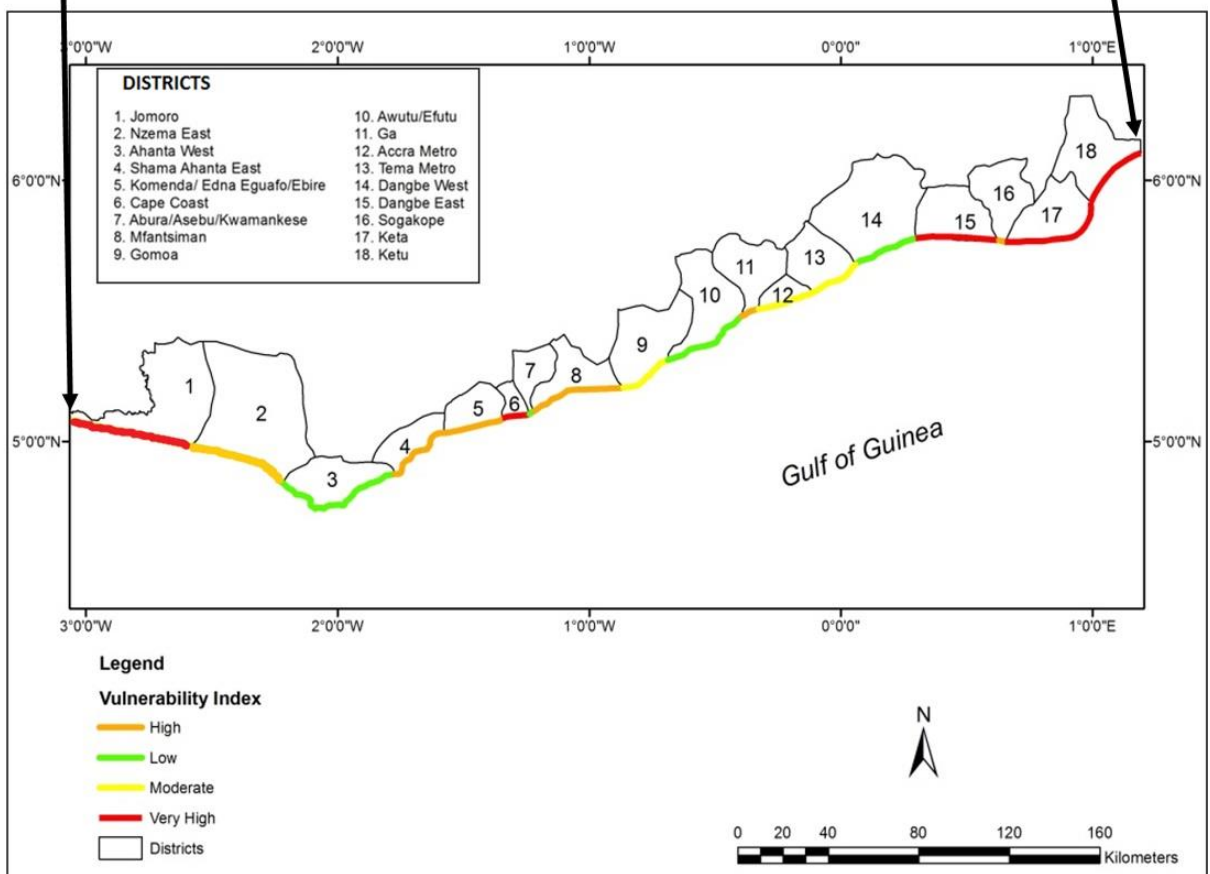 3°0'0"W 2°0'0"W 1°0'0"W 0°0'0" 1°0'0"E
DISTRICTS
1. Jomoro
2. Nzema East
3. Ahanta West
4. Shama Ahanta East
5. Komenda/ Edna Eguafo/Ebire
6. Cape Coast
7. Abura/Asebu/Kwamankese
8. Mfantsiman
9. Gomoa
10. Awutu/Efutu
11. Ga
12. Accra Metro
13. Tema Metro
14. Dangbe West
15. Dangbe East
16. Sogakope
17. Keta
18. Ketu
6°0'0"N
6°0'0"N
5°0'0"N
5°0'0"N
1
2
3
4
5
6
7
8
9
10
11
12
13
14
15
16
17
18
Gulf of Guinea
3°0'0"W 2°0'0"W 1°0'0"W 0°0'0" 1°0'0"E
Legend
Vulnerability Index
High
Low
Moderate
Very High
Districts
N
0 20 40 80 120 160
Kilometers